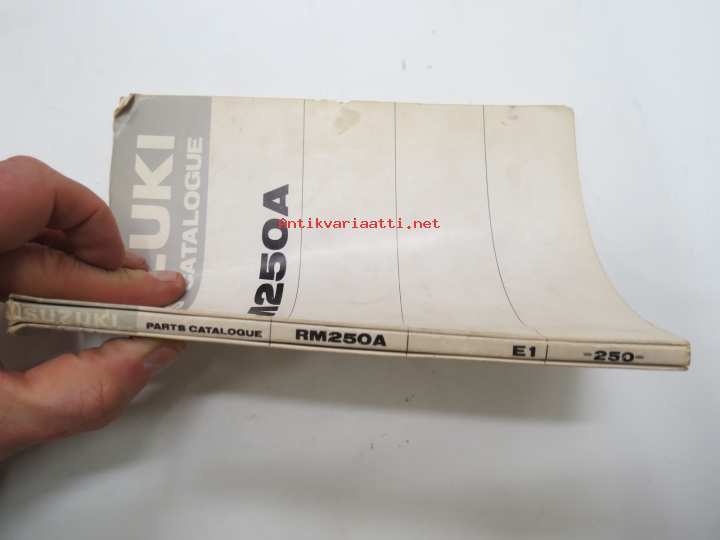 UKI
CATALOGUE
M250A
Antikvariaatti.net
SUZUKI
PARTS CATALOGUE
RM250A
E1
-250-